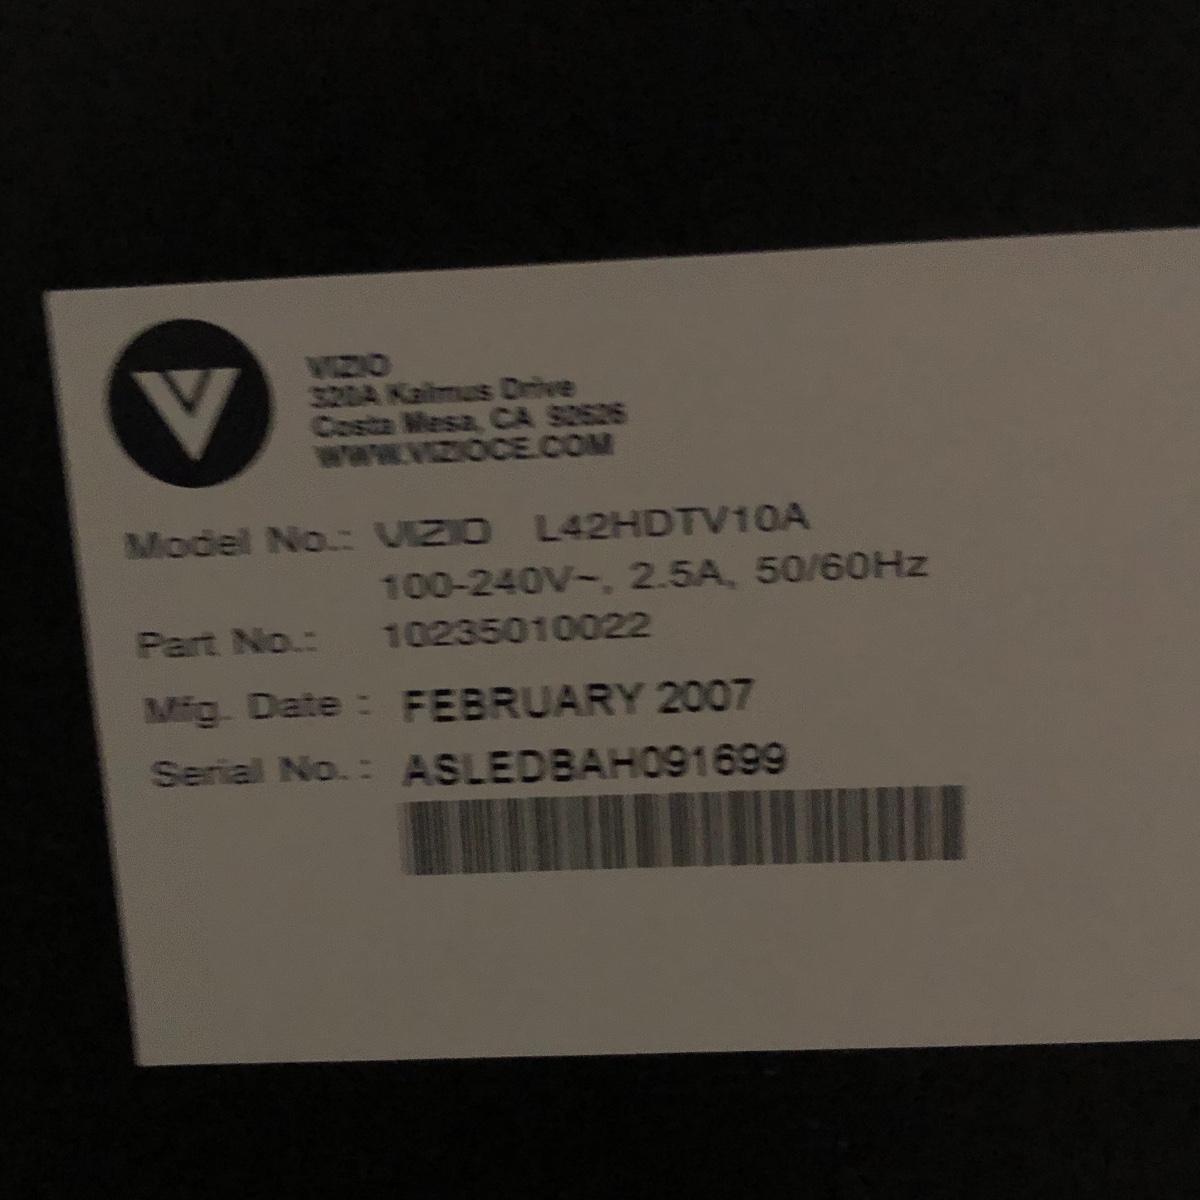 VIZIO
320A Kalmus Drive
Costa Mesa, CA 92626
WWW.VIZIOCE.COM
Model No.: VIZIO L42HDTV10A
100-240V~, 2.5A, 50/60Hz
Part No.: 10235010022
Mfg. Date : FEBRUARY 2007
Serial No. : ASLEDBAH091699